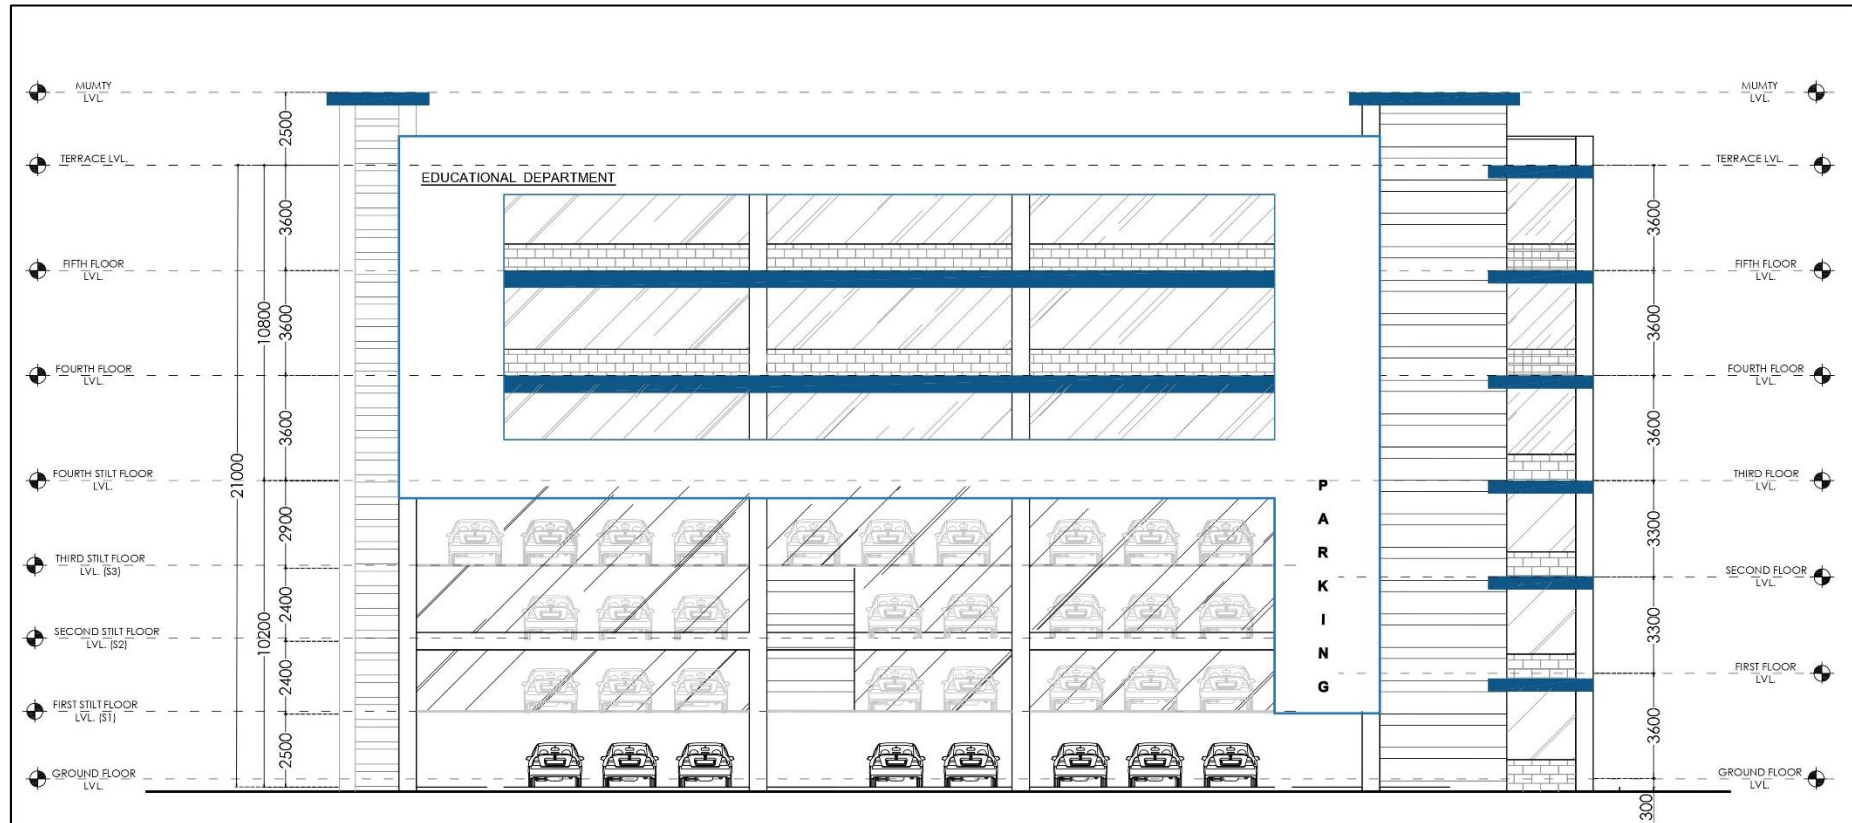 MUMTY
LVL.
TERRACE LVL.
FIFTH FLOOR
LVL.
FOURTH FLOOR
LVL.
FOURTH STILT FLOOR
LVL.
THIRD STILT FLOOR
LVL. (S3)
SECOND STILT FLOOR
LVL. (S2)
FIRST STILT FLOOR
LVL. (S1)
GROUND FLOOR
LVL.
21000
10800
10200
2500
3600
3600
3600
2900
2400
2400
2500
EDUCATIONAL DEPARTMENT
P
A
R
K
I
N
G
3600
3600
3600
3300
3300
3600
300
MUMTY
LVL.
TERRACE LVL.
FIFTH FLOOR
LVL.
FOURTH FLOOR
LVL.
THIRD FLOOR
LVL.
SECOND FLOOR
LVL.
FIRST FLOOR
LVL.
GROUND FLOOR
LVL.